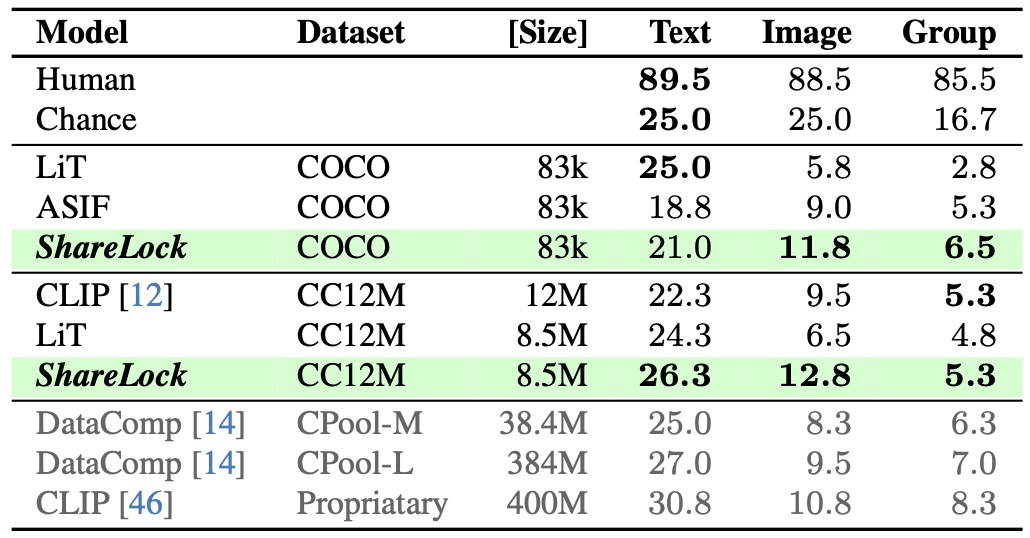 Model Dataset [Size] Text Image Group
Human 89.5 88.5 85.5
Chance 25.0 25.0 16.7
LiT COCO 83k 25.0 5.8 2.8
ASIF COCO 83k 18.8 9.0 5.3
ShareLock COCO 83k 21.0 11.8 6.5
CLIP [12] CC12M 12M 22.3 9.5 5.3
LiT CC12M 8.5M 24.3 6.5 4.8
ShareLock CC12M 8.5M 26.3 12.8 5.3
DataComp [14] CPool-M 38.4M 25.0 8.3 6.3
DataComp [14] CPool-L 384M 27.0 9.5 7.0
CLIP [46] Propriatary 400M 30.8 10.8 8.3